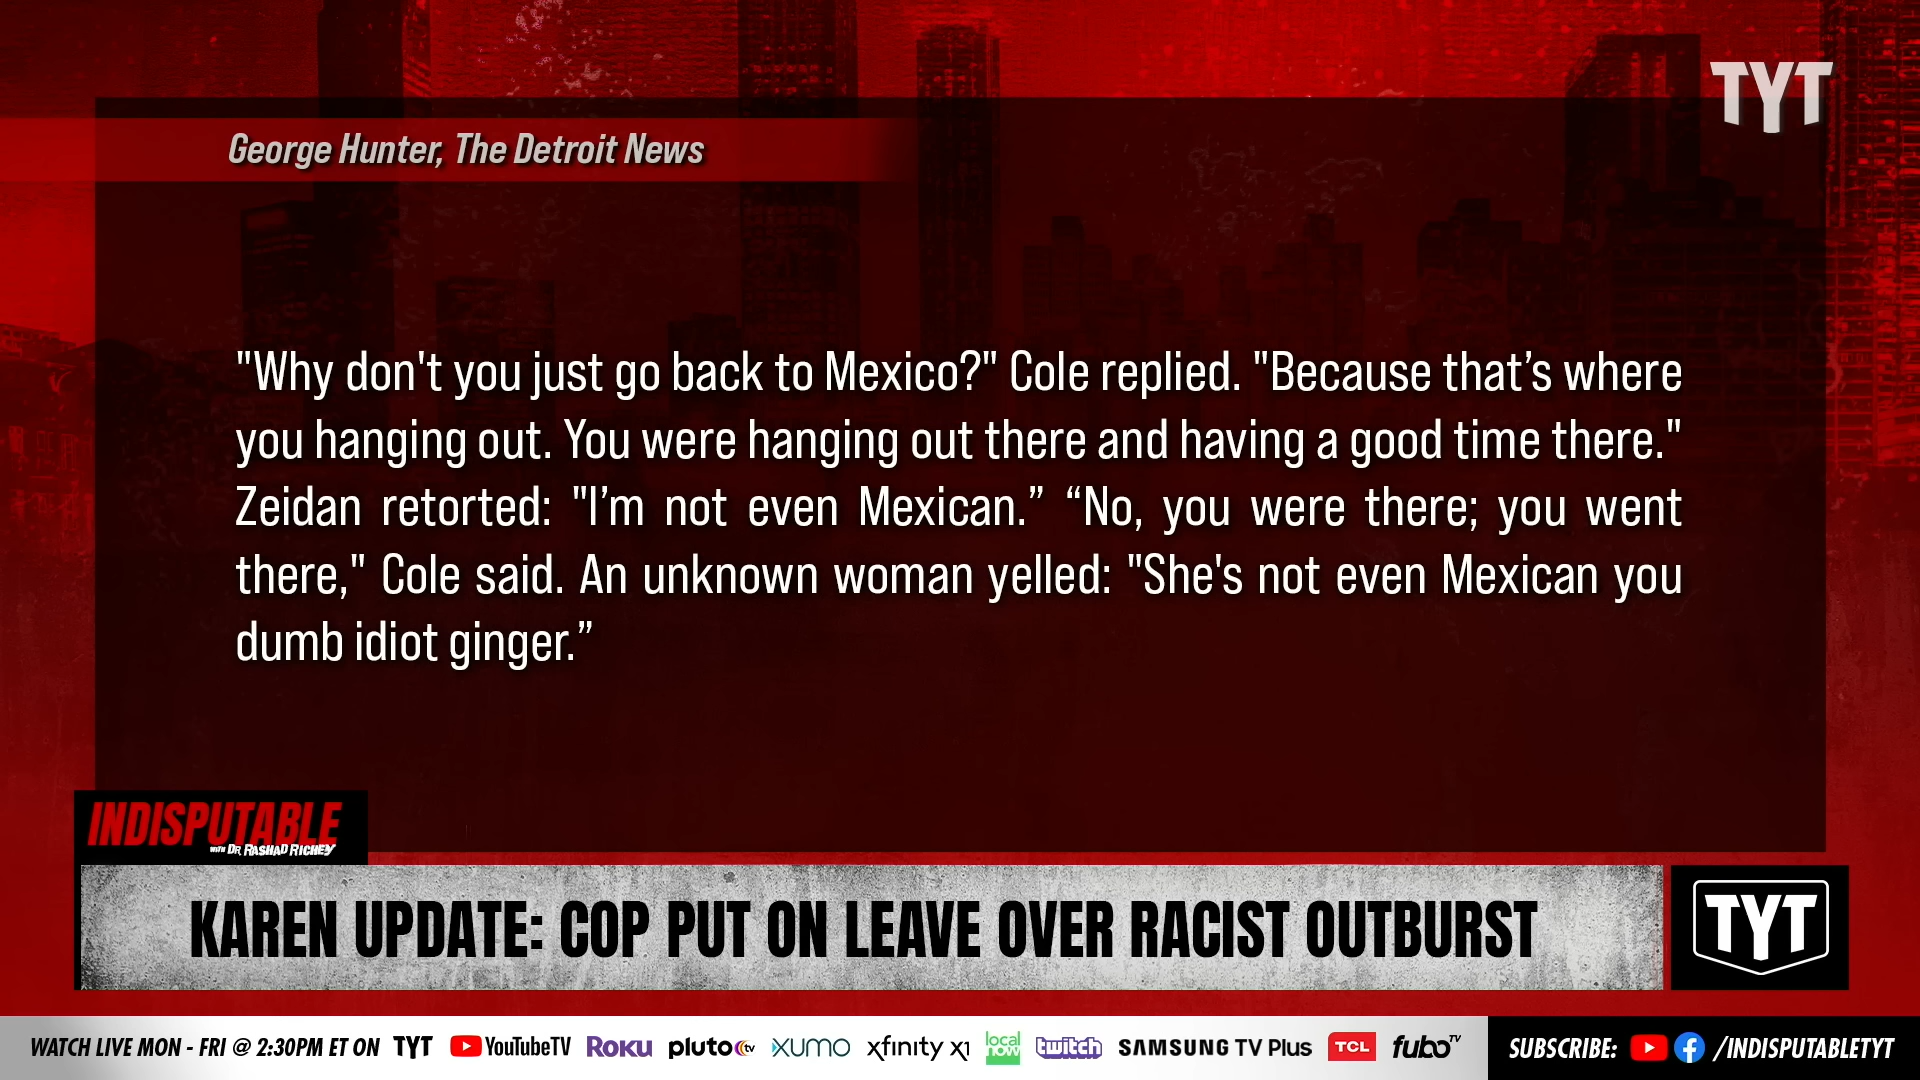 TYT
George Hunter, The Detroit News
"Why don't you just go back to Mexico?" Cole replied. "Because that’s where
you hanging out. You were hanging out there and having a good time there."
Zeidan retorted: "I’m not even Mexican.” “No, you were there; you went
there," Cole said. An unknown woman yelled: "She's not even Mexican you
dumb idiot ginger.”
INDISPUTABLE
WITH DR RASHAD RICHEY
KAREN UPDATE: COP PUT ON LEAVE OVER RACIST OUTBURST
TYT
WATCH LIVE MON - FRI @ 2:30PM ET ON TYT YouTubeTV ROKU pluto tv XUMO xfinity x1 local now twitch SAMSUNG TV Plus TCL fubo TV
SUBSCRIBE: /INDISPUTABLETYT